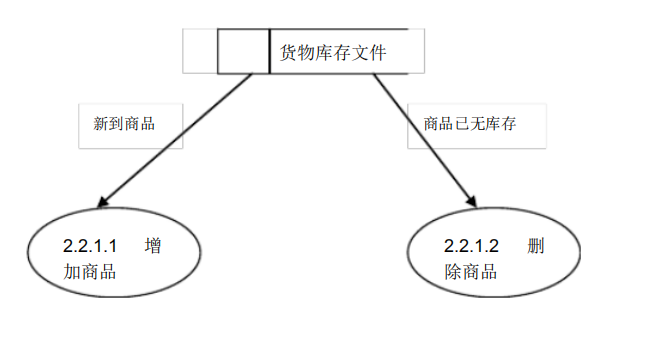 货物库存文件
新到商品
商品已无库存
2.2.1.1 增
加商品
2.2.1.2 删
除商品